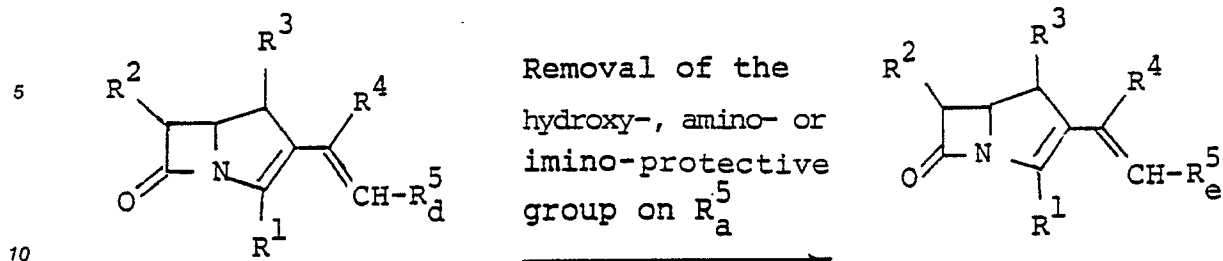 5
R³
R²
R⁴
N
O
CH-R⁵d
R¹
10
Removal of the
hydroxy-, amino- or
imino-protective
group on R⁵a
R³
R²
R⁴
N
O
CH-R⁵e
R¹